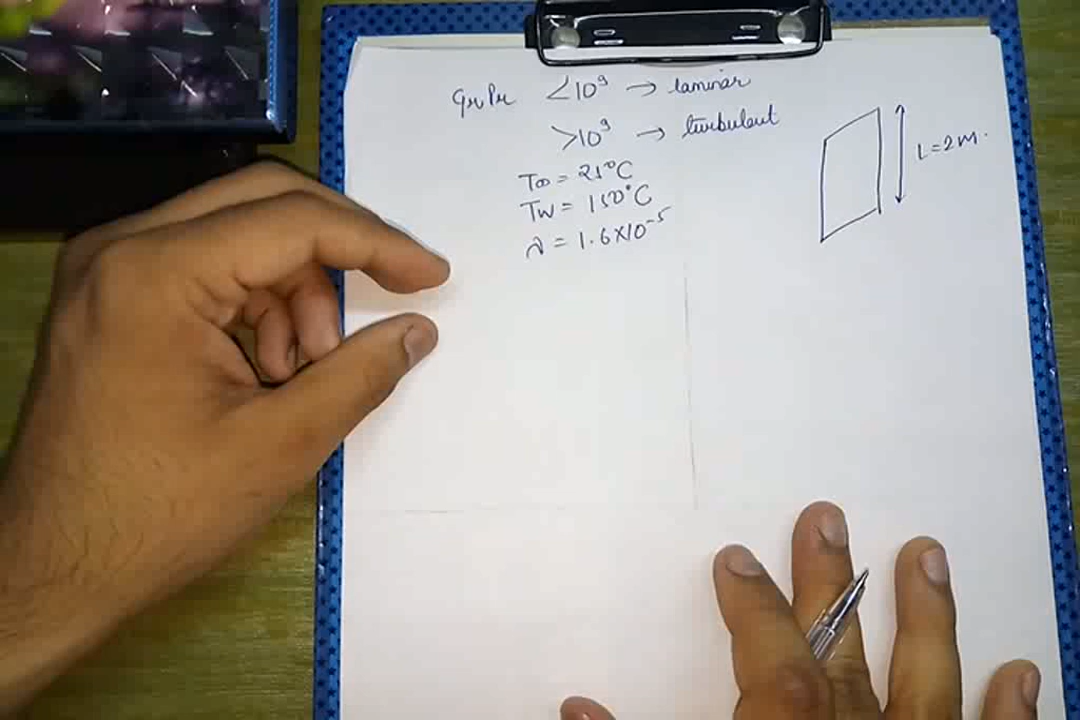 GrPr <10⁹ → laminar
>10⁹ → turbulent
T∞ = 21°C
L=2m.
Tw = 150°C
λ = 1.6×10⁻⁵